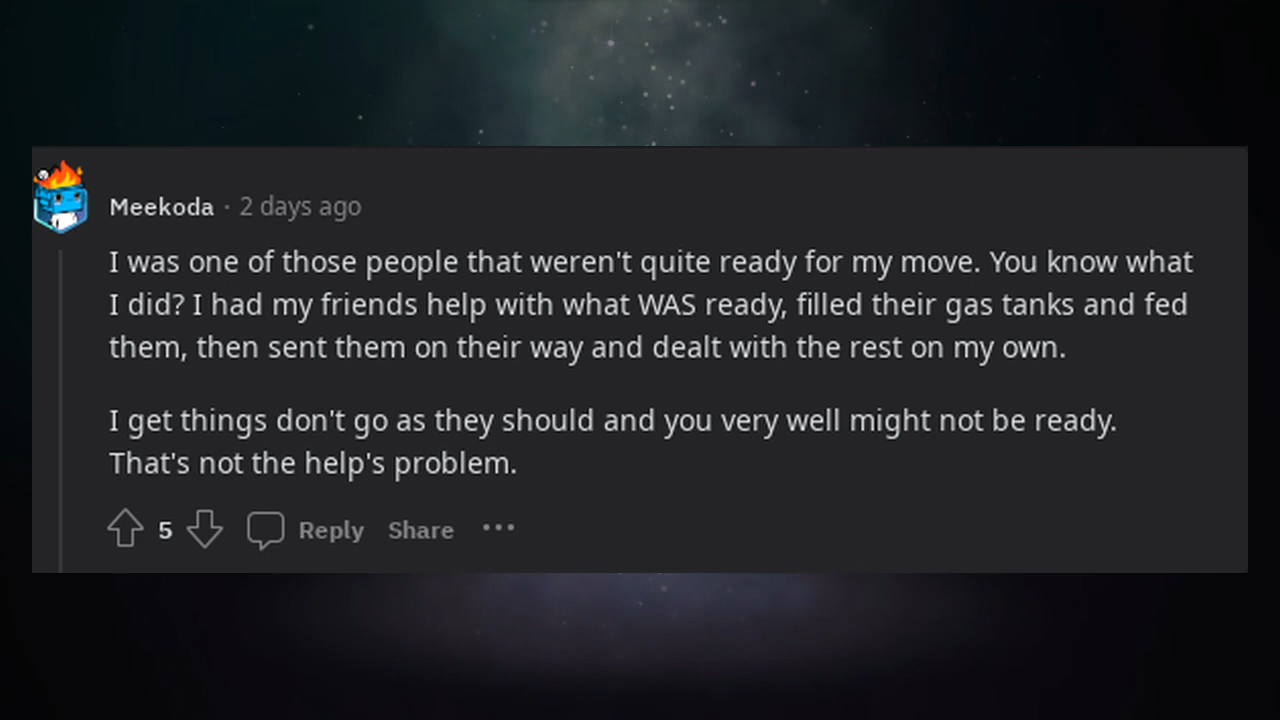 Meekoda · 2 days ago
I was one of those people that weren't quite ready for my move. You know what
I did? I had my friends help with what WAS ready, filled their gas tanks and fed
them, then sent them on their way and dealt with the rest on my own.
I get things don't go as they should and you very well might not be ready.
That's not the help's problem.
5 Reply Share ···